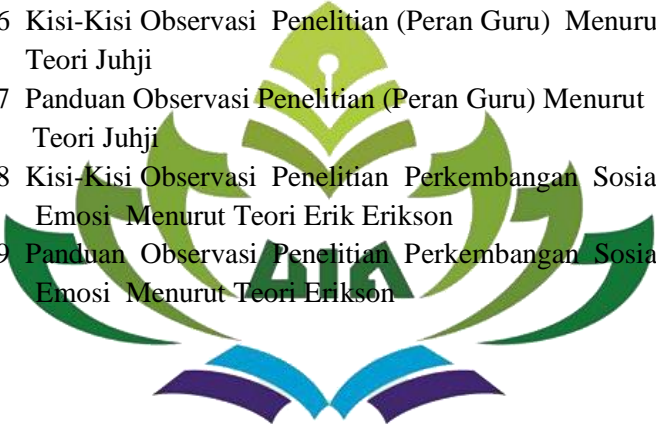 6 Kisi-Kisi Observasi Penelitian (Peran Guru) Menuru
Teori Juhji
7 Panduan Observasi Penelitian (Peran Guru) Menurut
Teori Juhji
8 Kisi-Kisi Observasi Penelitian Perkembangan Sosia
Emosi Menurut Teori Erik Erikson
9 Panduan Observasi Penelitian Perkembangan Sosia
Emosi Menurut Teori Erikson